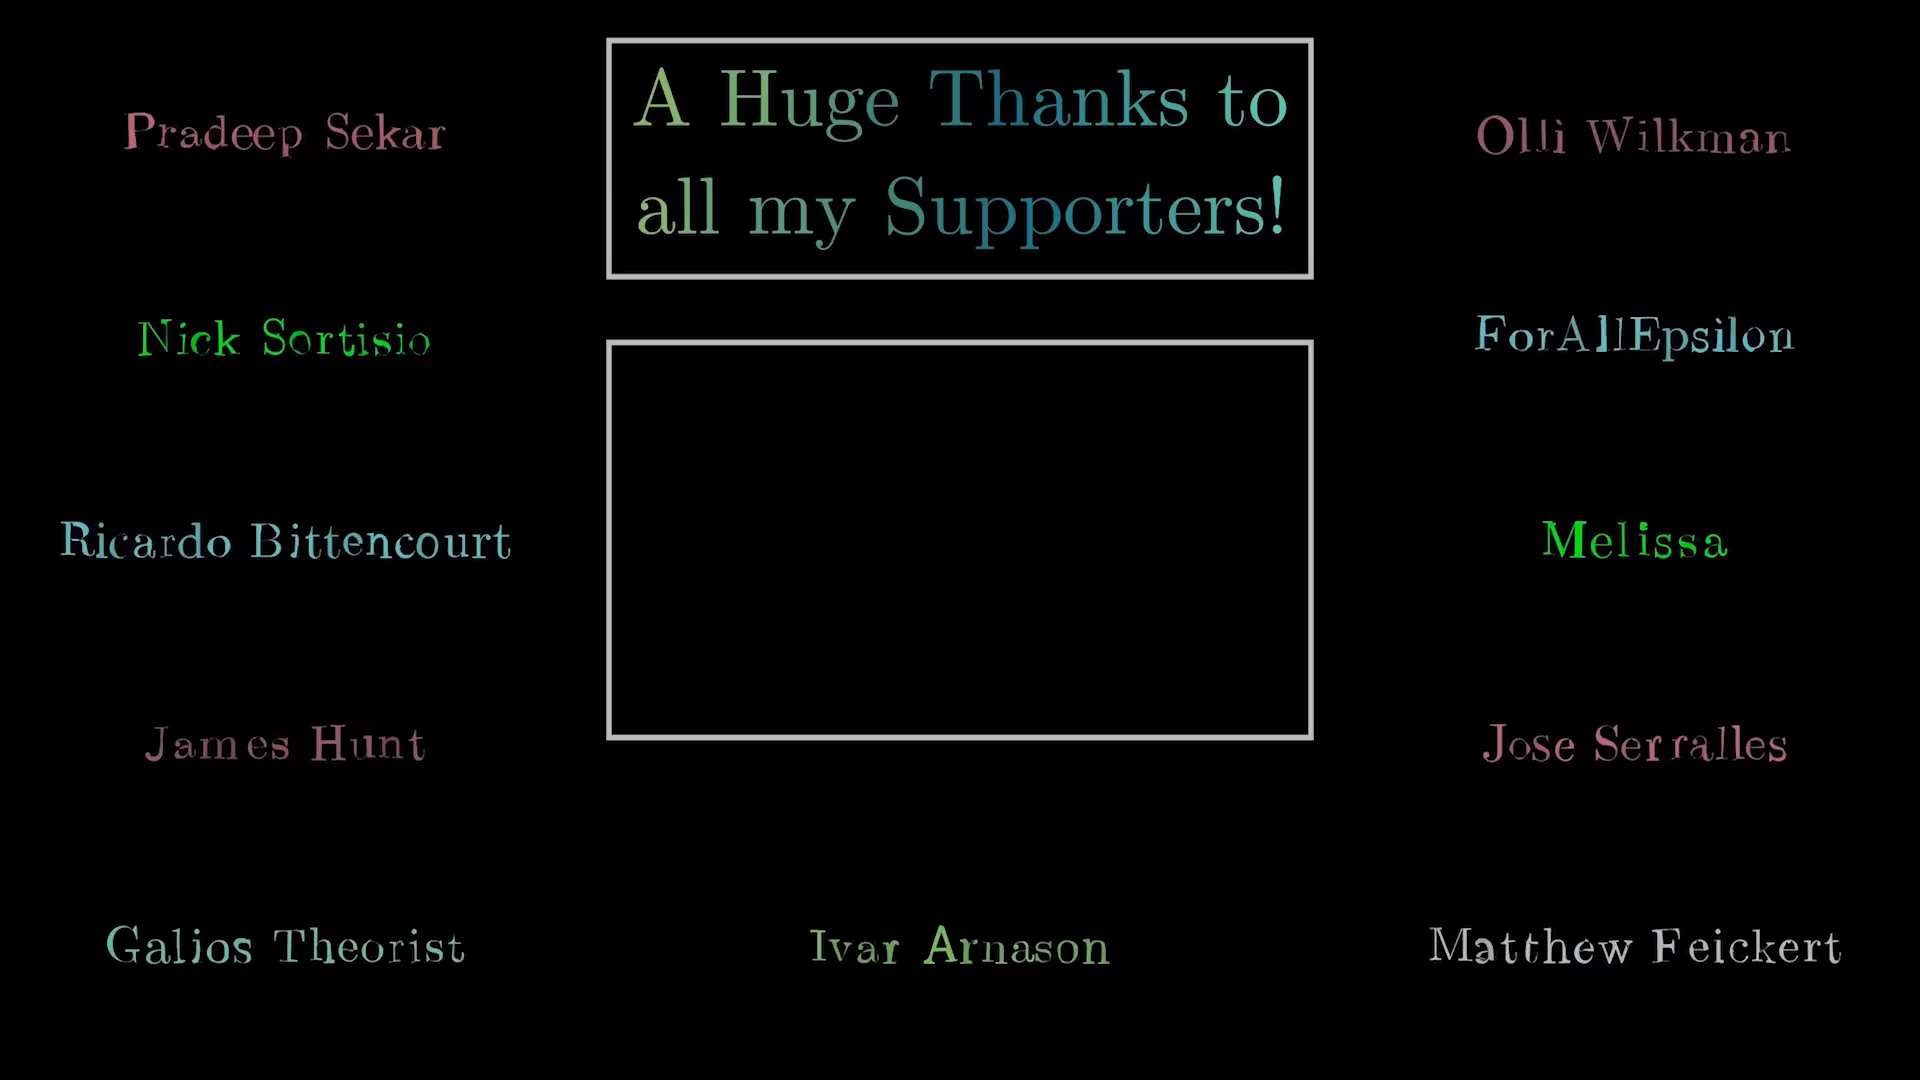 A Huge Thanks to
all my Supporters!
Pradeep Sekar
Olli Wilkman
Nick Sortisio
ForAllEpsilon
Ricardo Bittencourt
Melissa
James Hunt
Jose Serralles
Galios Theorist
Ivar Arnason
Matthew Feickert